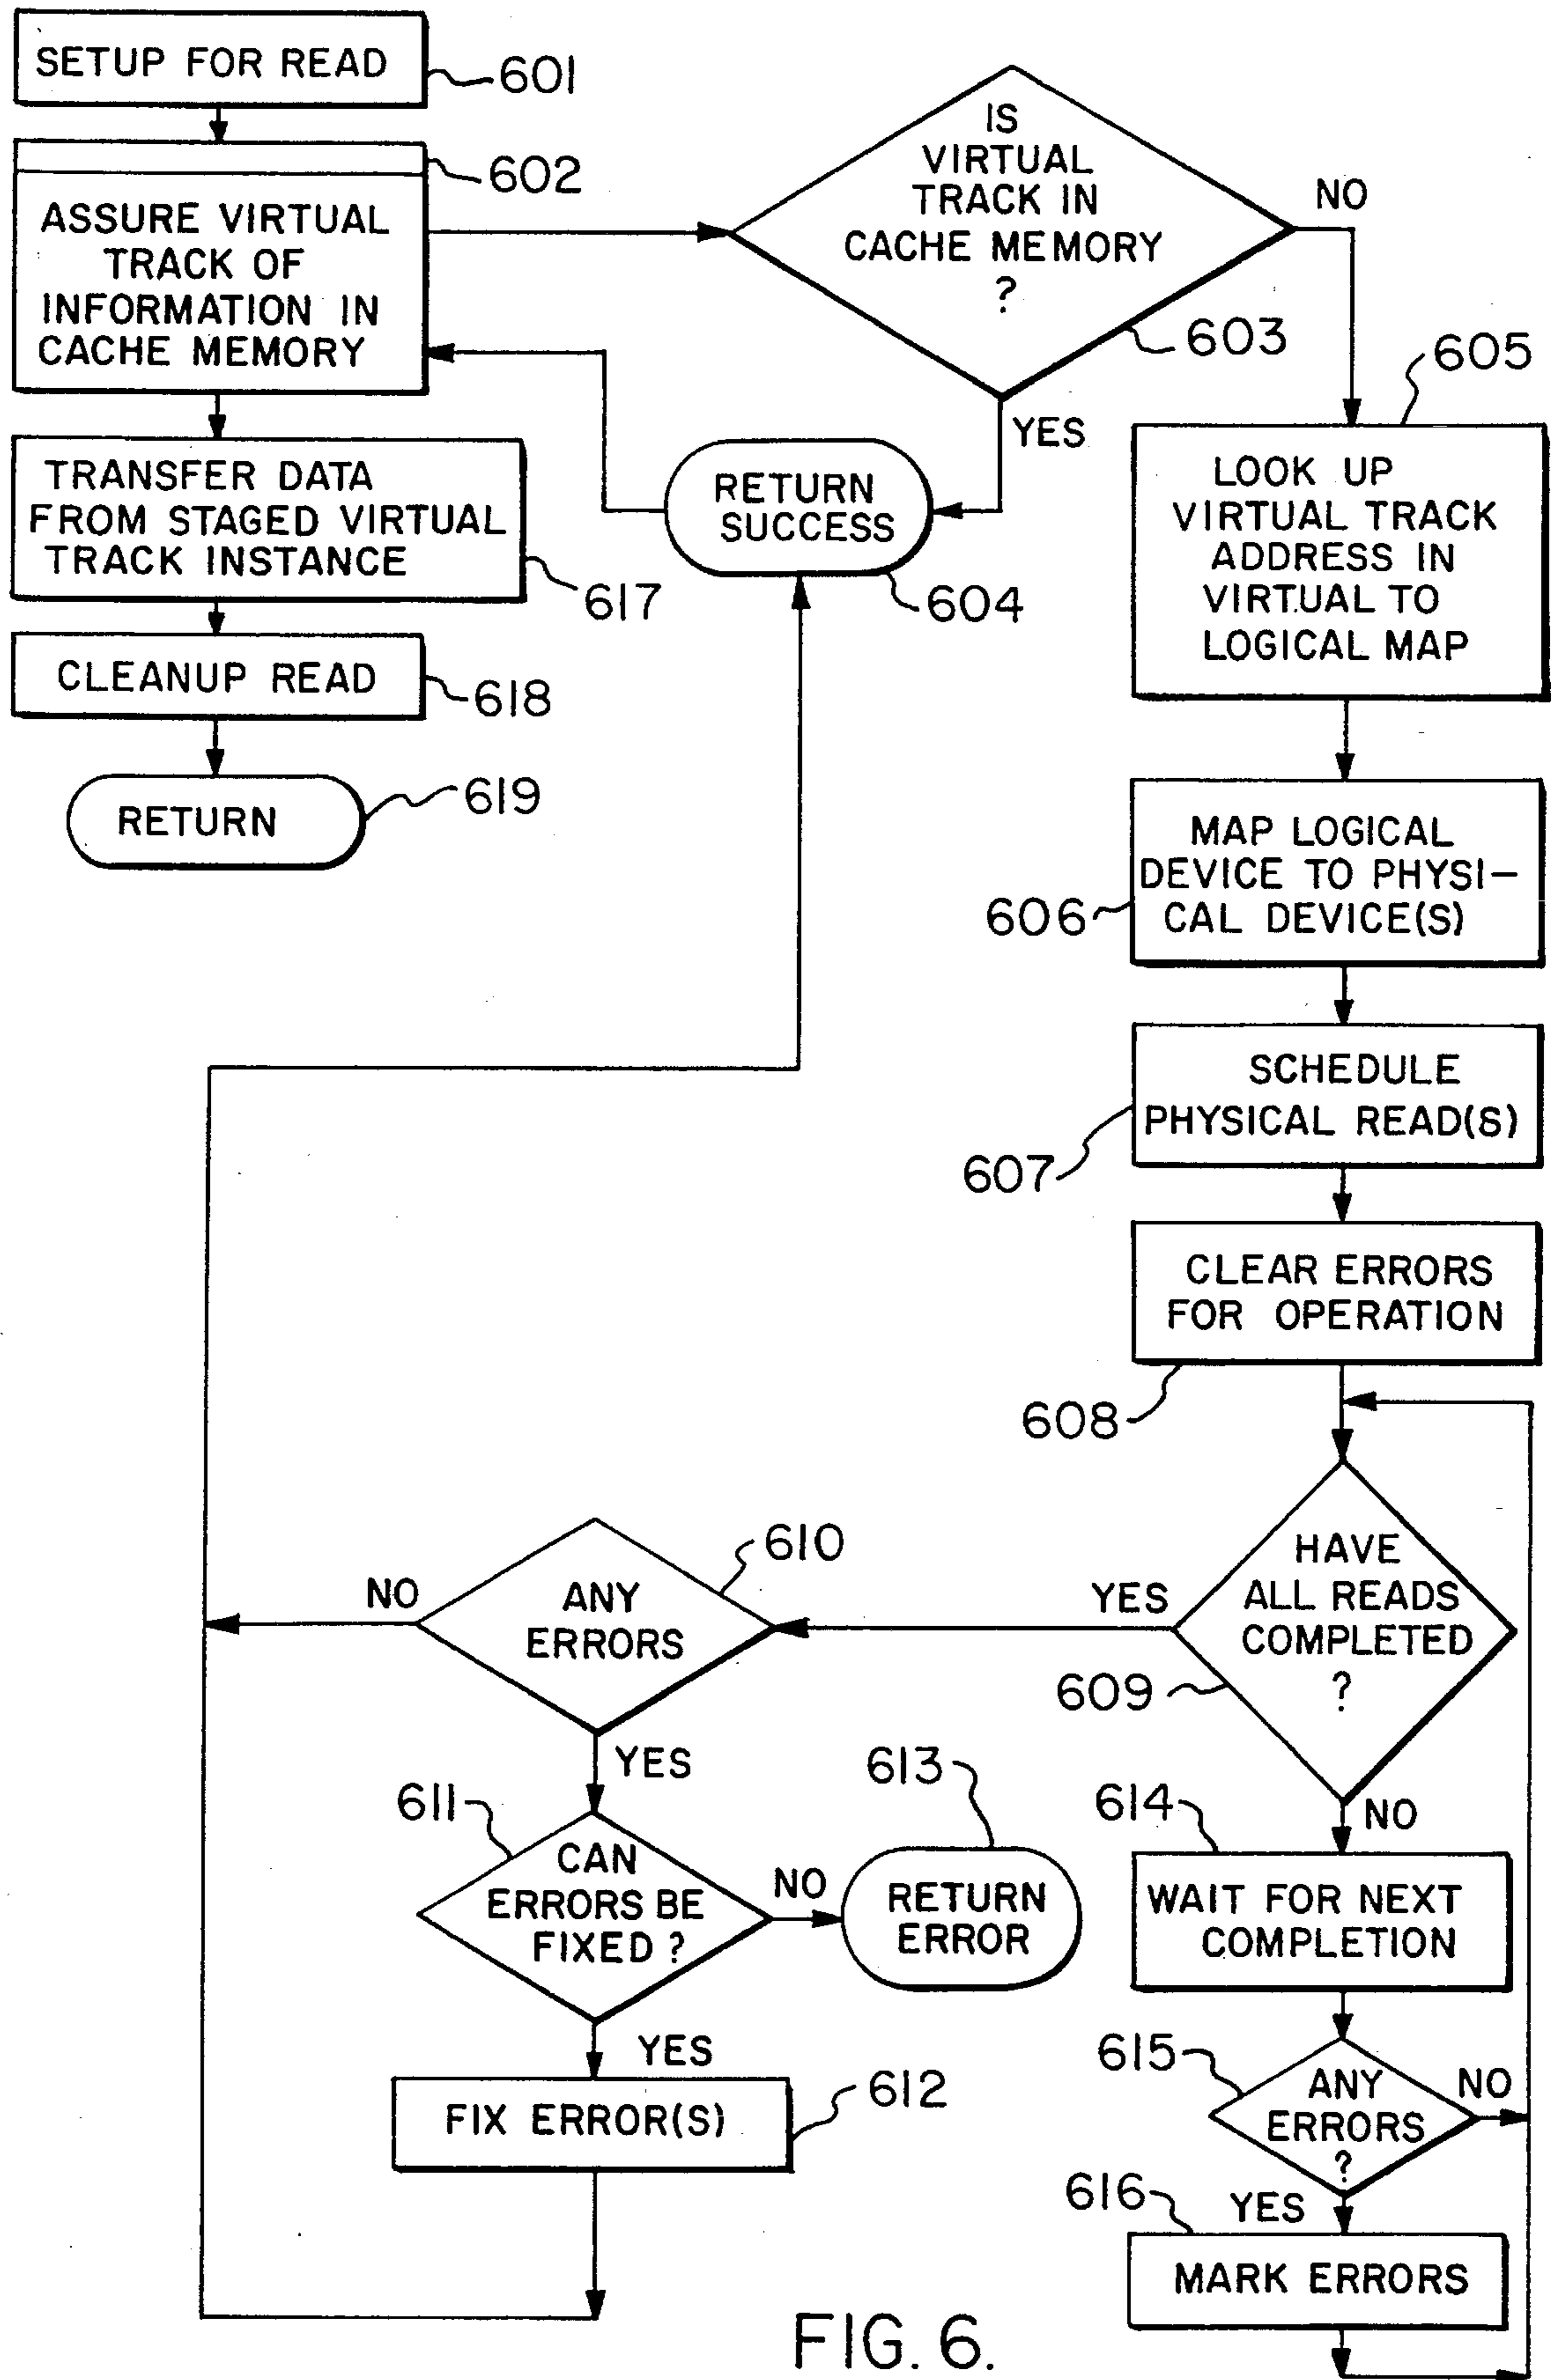 SETUP FOR READ
601
602
ASSURE VIRTUAL
TRACK OF
INFORMATION IN
CACHE MEMORY
IS
VIRTUAL
TRACK IN
CACHE MEMORY
?
NO
603
YES
RETURN
SUCCESS
604
605
LOOK UP
VIRTUAL TRACK
ADDRESS IN
VIRTUAL TO
LOGICAL MAP
TRANSFER DATA
FROM STAGED VIRTUAL
TRACK INSTANCE
617
CLEANUP READ
618
RETURN
619
MAP LOGICAL
DEVICE TO PHYSI-
CAL DEVICE(S)
606
SCHEDULE
PHYSICAL READ(S)
607
CLEAR ERRORS
FOR OPERATION
608
HAVE
ALL READS
COMPLETED
?
609
YES
NO
610
ANY
ERRORS
NO
YES
611
CAN
ERRORS BE
FIXED ?
NO
613
RETURN
ERROR
YES
FIX ERROR(S)
612
614
WAIT FOR NEXT
COMPLETION
615
ANY
ERRORS
?
NO
YES
616
MARK ERRORS
FIG. 6.